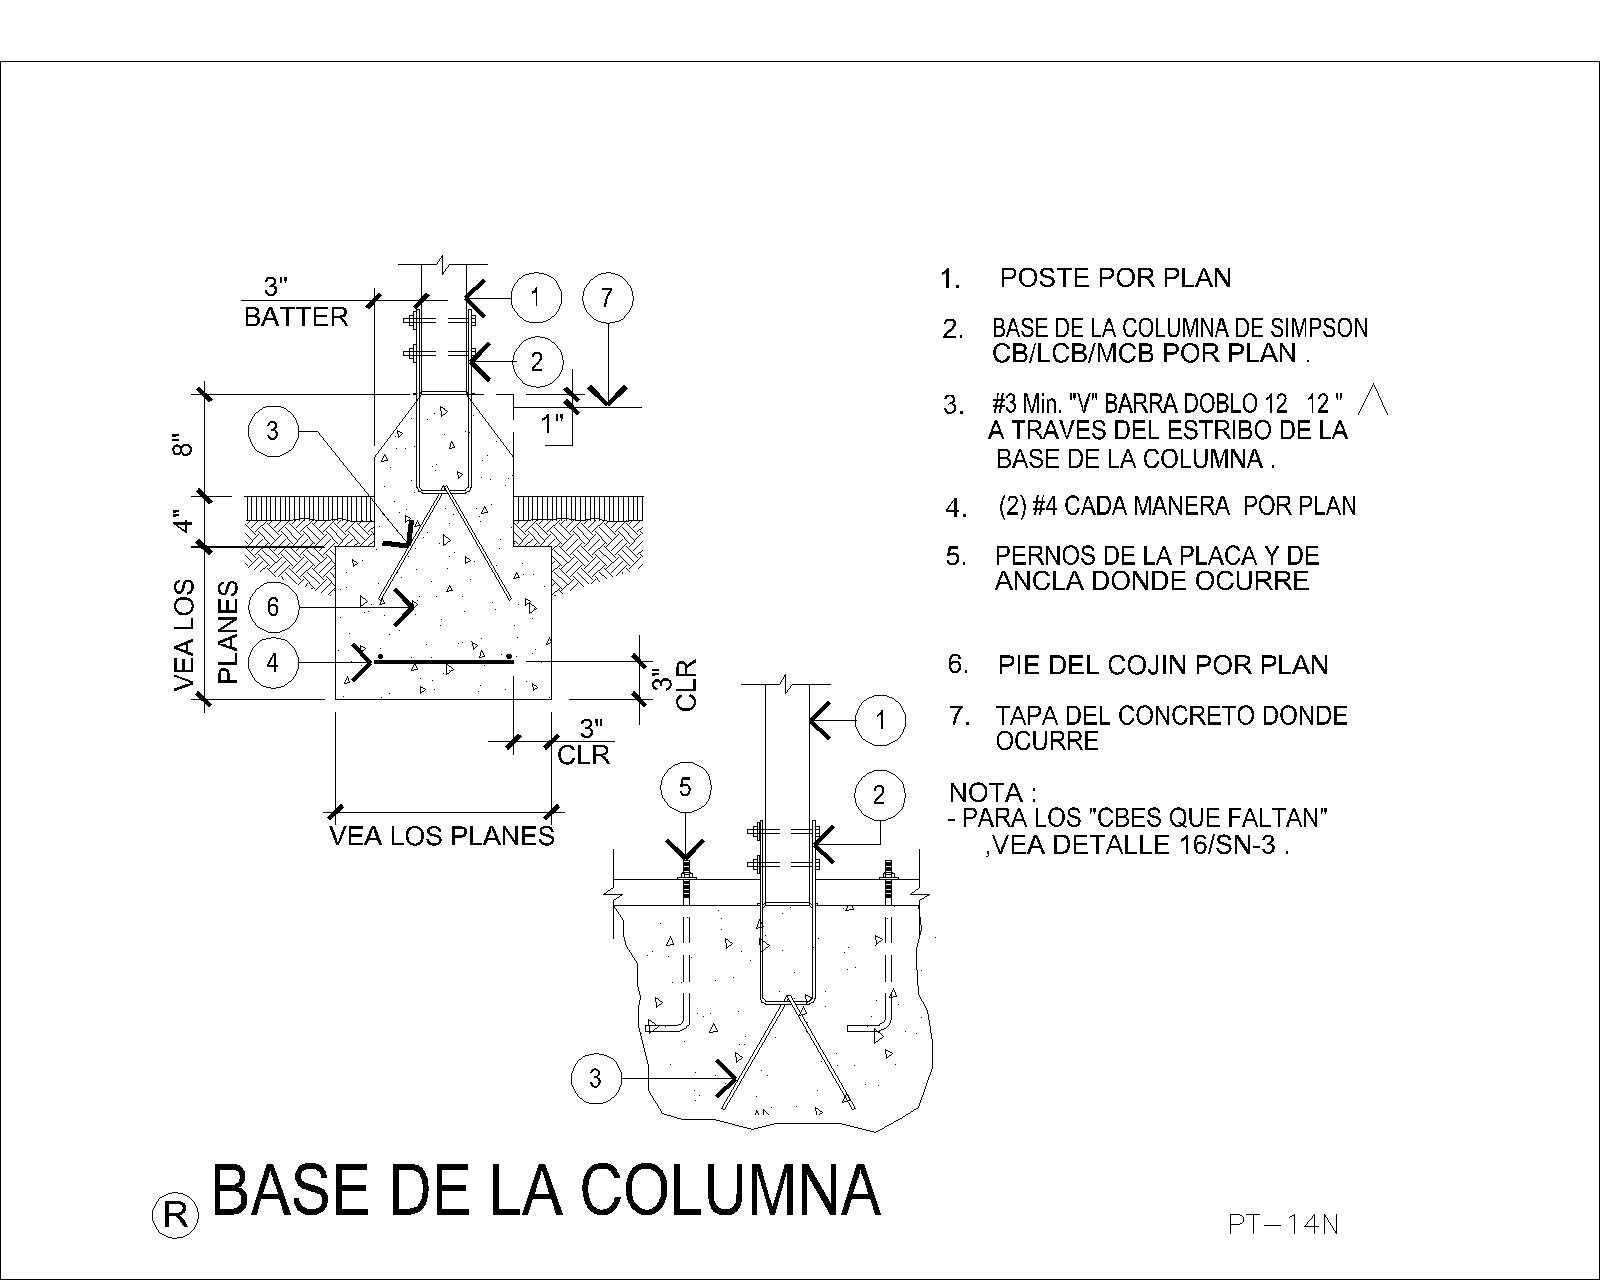 3"
BATTER
1
7
2
3
1"
8"
4"
VEA LOS
PLANES
6
4
3"
CLR
3"
CLR
VEA LOS PLANES
1
5
2
3
1. POSTE POR PLAN
2. BASE DE LA COLUMNA DE SIMPSON
CB/LCB/MCB POR PLAN .
3. #3 Min. "V" BARRA DOBLO 12 12 "
A TRAVES DEL ESTRIBO DE LA
BASE DE LA COLUMNA .
4. (2) #4 CADA MANERA POR PLAN
5. PERNOS DE LA PLACA Y DE
ANCLA DONDE OCURRE
6. PIE DEL COJIN POR PLAN
7. TAPA DEL CONCRETO DONDE
OCURRE
NOTA :
- PARA LOS "CBES QUE FALTAN"
,VEA DETALLE 16/SN-3 .
R BASE DE LA COLUMNA
PT-14N